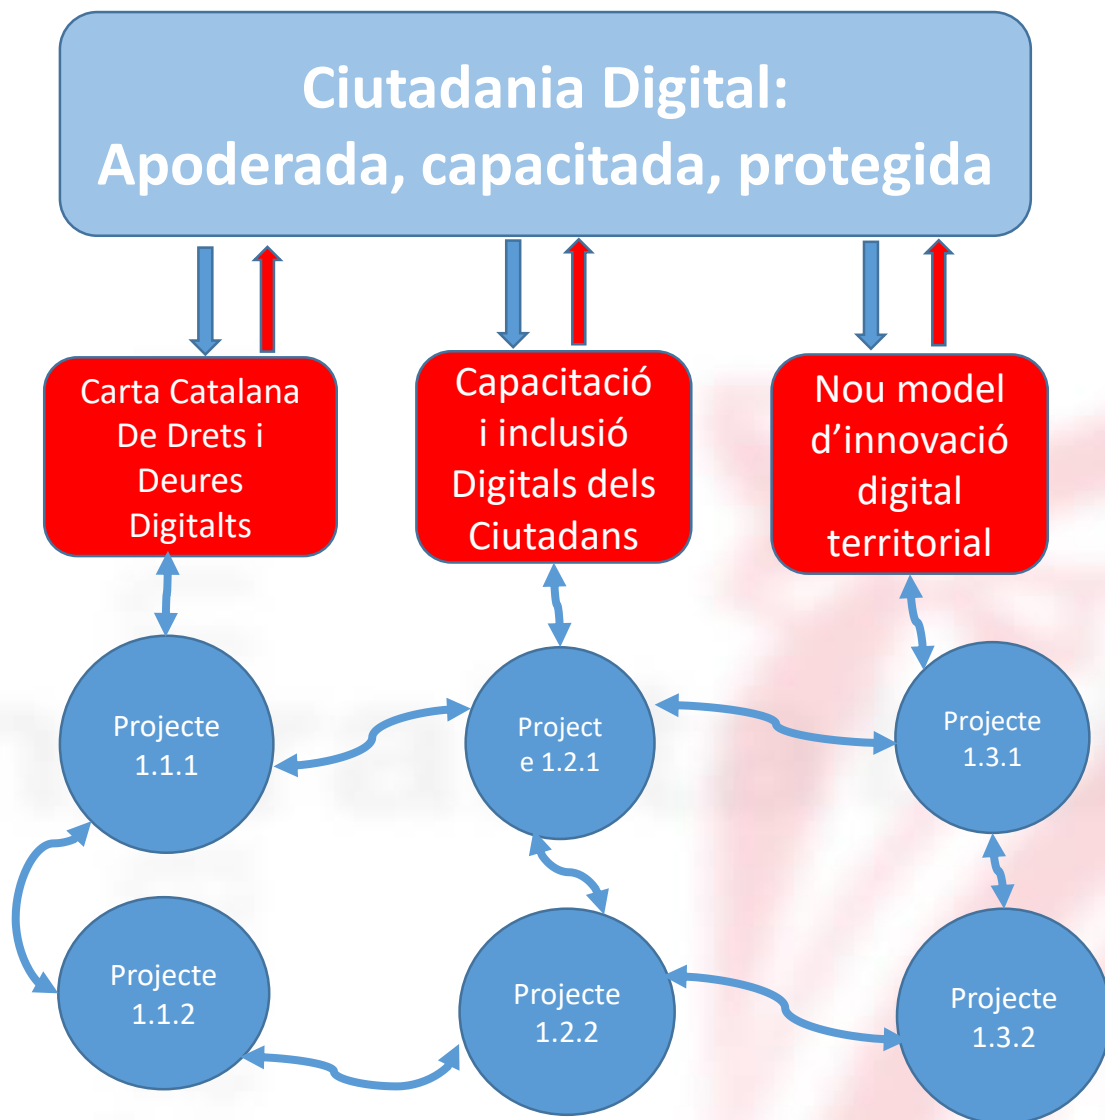 Ciutadania Digital:
Apoderada, capacitada, protegida
Carta Catalana
De Drets i
Deures
Digitalts
Capacitació
i inclusió
Digitals dels
Ciutadans
Nou model
d’innovació
digital
territorial
Projecte
1.1.1
Project
e 1.2.1
Projecte
1.3.1
Projecte
1.1.2
Projecte
1.2.2
Projecte
1.3.2